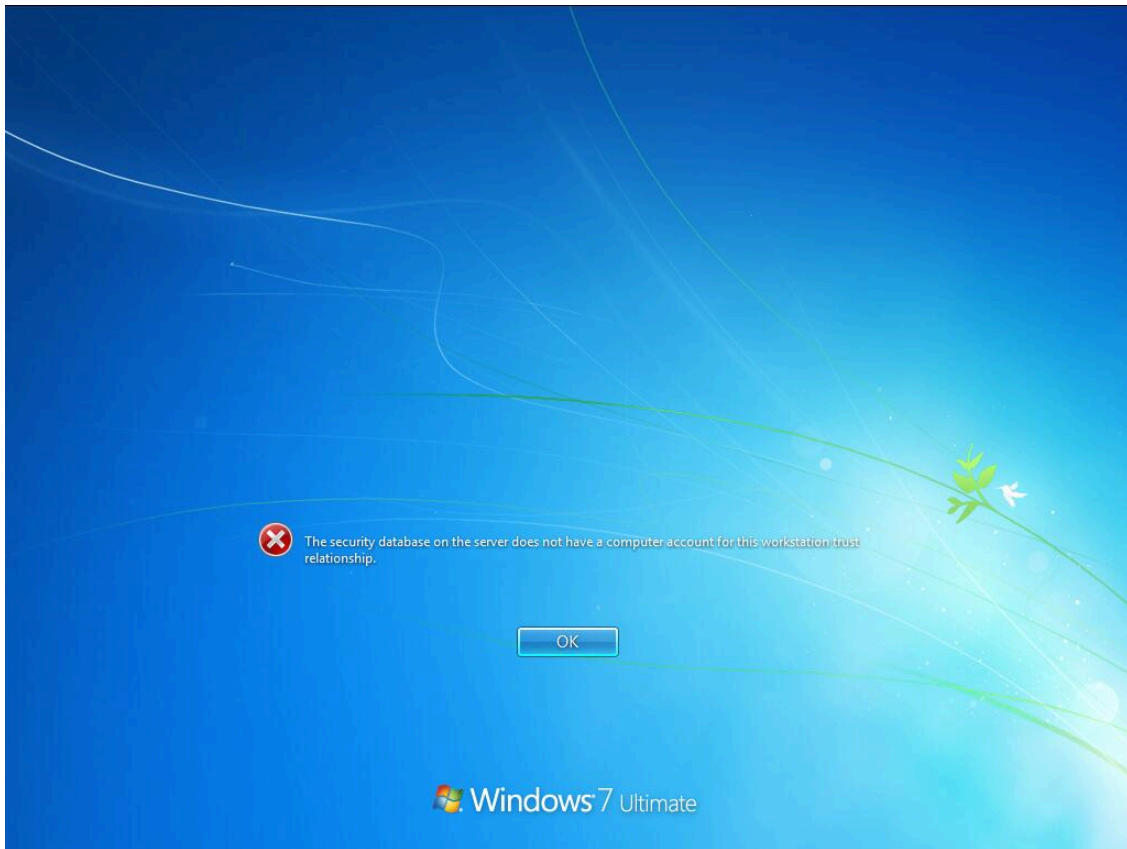 The security database on the server does not have a computer account for this workstation trust
relationship.
OK
Windows 7 Ultimate